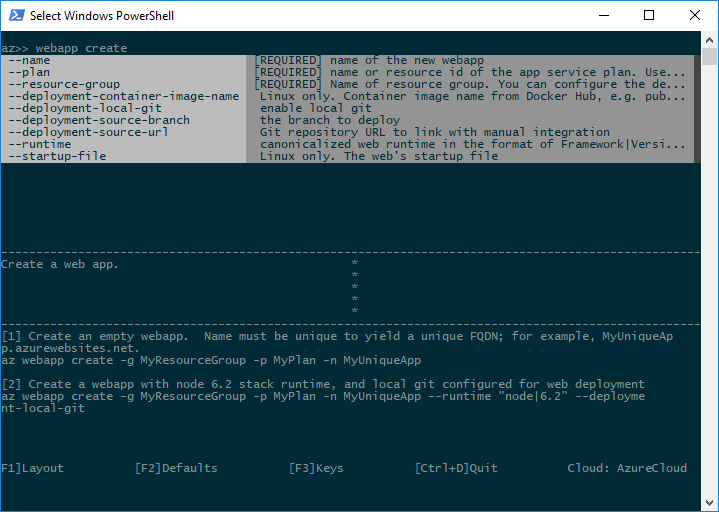 Select Windows PowerShell
az>> webapp create
--name [REQUIRED] name of the new webapp
--plan [REQUIRED] name or resource id of the app service plan. Use...
--resource-group [REQUIRED] Name of resource group. You can configure the de...
--deployment-container-image-name Linux only. Container image name from Docker Hub, e.g. pub...
--deployment-local-git enable local git
--deployment-source-branch the branch to deploy
--deployment-source-url Git repository URL to link with manual integration
--runtime canonicalized web runtime in the format of Framework|Versi...
--startup-file Linux only. The web's startup file
----------------------------------------------------------------------------------------------------
Create a web app. *
*
*
*
*
----------------------------------------------------------------------------------------------------
[1] Create an empty webapp.  Name must be unique to yield a unique FQDN; for example, MyUniqueAp
p.azurewebsites.net.
az webapp create -g MyResourceGroup -p MyPlan -n MyUniqueApp
[2] Create a webapp with node 6.2 stack runtime, and local git configured for web deployment
az webapp create -g MyResourceGroup -p MyPlan -n MyUniqueApp --runtime "node|6.2" --deployme
nt-local-git
F1]Layout [F2]Defaults [F3]Keys [Ctrl+D]Quit Cloud: AzureCloud